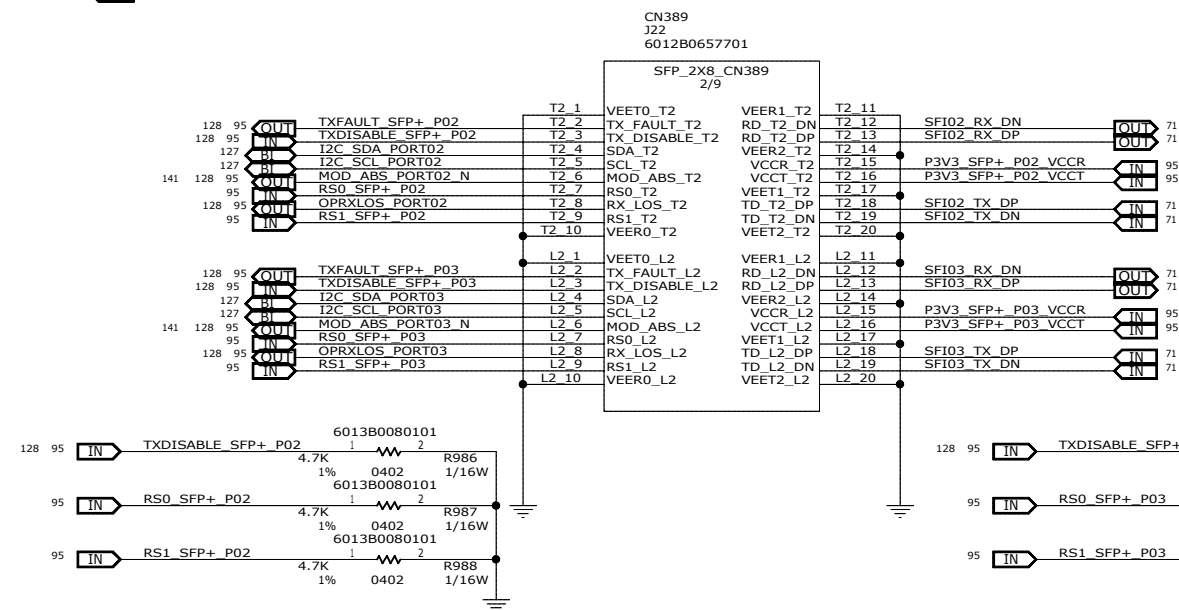 CN389
J22
6012B0657701
SFP_2X8_CN389
2/9
T2_1 VEET0_T2 VEER1_T2 T2_11
128 95 OUT TXFAULT_SFP+_P02 T2_2 TX_FAULT_T2 RD_T2_DN T2_12 SFI02_RX_DN OUT 71
128 95 IN TXDISABLE_SFP+_P02 T2_3 TX_DISABLE_T2 RD_T2_DP T2_13 SFI02_RX_DP OUT 71
127 BI I2C_SDA_PORT02 T2_4 SDA_T2 VEER2_T2 T2_14
127 BI I2C_SCL_PORT02 T2_5 SCL_T2 VCCR_T2 T2_15 P3V3_SFP+_P02_VCCR IN 95
141 128 95 OUT MOD_ABS_PORT02_N T2_6 MOD_ABS_T2 VCCT_T2 T2_16 P3V3_SFP+_P02_VCCT IN 95
95 IN RS0_SFP+_P02 T2_7 RS0_T2 VEET1_T2 T2_17
128 95 OUT OPRXLOS_PORT02 T2_8 RX_LOS_T2 TD_T2_DP T2_18 SFI02_TX_DP IN 71
95 IN RS1_SFP+_P02 T2_9 RS1_T2 TD_T2_DN T2_19 SFI02_TX_DN IN 71
T2_10 VEER0_T2 VEET2_T2 T2_20
L2_1 VEET0_L2 VEER1_L2 L2_11
128 95 OUT TXFAULT_SFP+_P03 L2_2 TX_FAULT_L2 RD_L2_DN L2_12 SFI03_RX_DN OUT 71
128 95 IN TXDISABLE_SFP+_P03 L2_3 TX_DISABLE_L2 RD_L2_DP L2_13 SFI03_RX_DP OUT 71
127 BI I2C_SDA_PORT03 L2_4 SDA_L2 VEER2_L2 L2_14
127 BI I2C_SCL_PORT03 L2_5 SCL_L2 VCCR_L2 L2_15 P3V3_SFP+_P03_VCCR IN 95
141 128 95 OUT MOD_ABS_PORT03_N L2_6 MOD_ABS_L2 VCCT_L2 L2_16 P3V3_SFP+_P03_VCCT IN 95
95 IN RS0_SFP+_P03 L2_7 RS0_L2 VEET1_L2 L2_17
128 95 OUT OPRXLOS_PORT03 L2_8 RX_LOS_L2 TD_L2_DP L2_18 SFI03_TX_DP IN 71
95 IN RS1_SFP+_P03 L2_9 RS1_L2 TD_L2_DN L2_19 SFI03_TX_DN IN 71
L2_10 VEER0_L2 VEET2_L2 L2_20
6013B0080101
128 95 IN TXDISABLE_SFP+_P02 1 2
4.7K R986
1% 0402 1/16W
6013B0080101
95 IN RS0_SFP+_P02 1 2
4.7K R987
1% 0402 1/16W
6013B0080101
95 IN RS1_SFP+_P02 1 2
4.7K R988
1% 0402 1/16W
128 95 IN TXDISABLE_SFP+
95 IN RS0_SFP+_P03
95 IN RS1_SFP+_P03